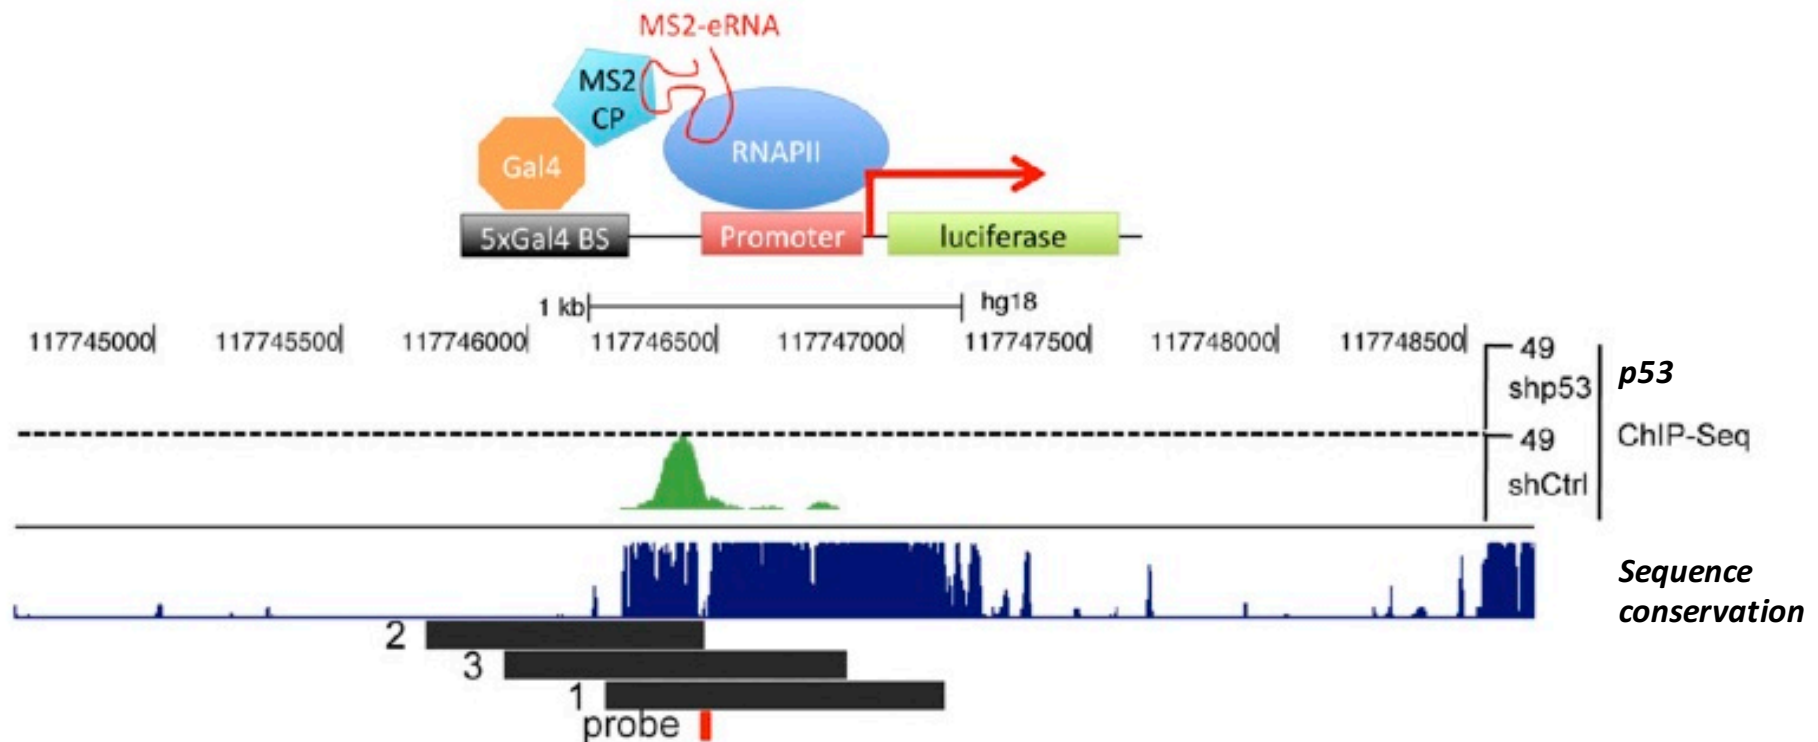 MS2-eRNA
MS2
CP
Gal4
RNAPII
5xGal4 BS
Promoter
luciferase
1 kb
hg18
117745000 117745500 117746000 117746500 117747000 117747500 117748000 117748500
49
shp53
p53
49
ChIP-Seq
shCtrl
Sequence
conservation
2
3
1
probe